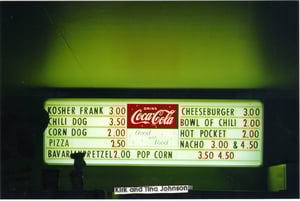 KOSHER FRANK 3.00
CHILI DOG 3.50
CORN DOG 2.00
PIZZA 2.50
BAVARIAN PRETZEL 2.00 POP CORN 3.50 4.50
DRINK
Coca-Cola
Good
Food
CHEESEBURGER 3.00
BOWL OF CHILI 2.00
HOT POCKET 2.00
NACHO 3.00 & 4.50
Kirk and Tina Johnson